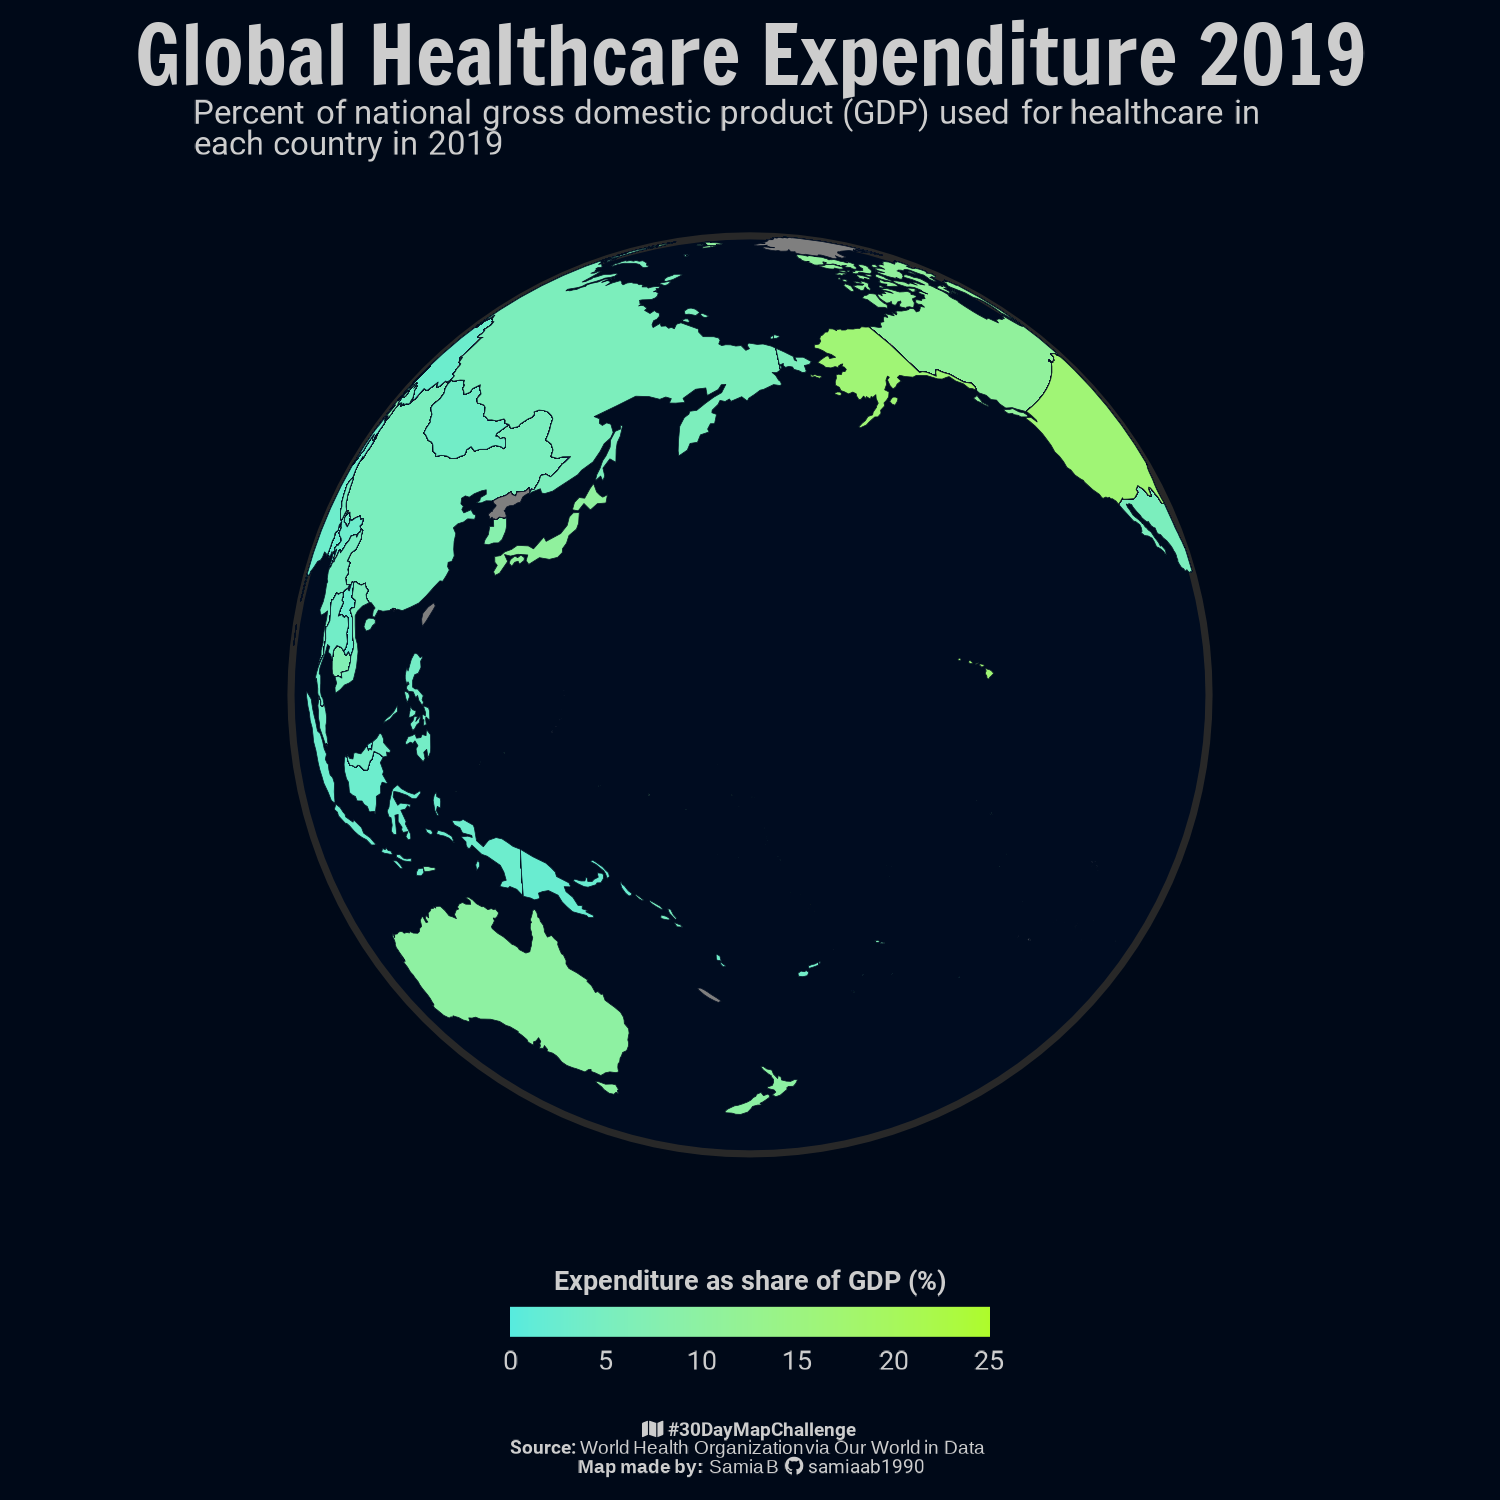 Global Healthcare Expenditure 2019
Percent of national gross domestic product (GDP) used for healthcare in
each country in 2019
Expenditure as share of GDP (%)
0 5 10 15 20 25
#30DayMapChallenge
Source: World Health Organization via Our World in Data
Map made by: Samia B samiaab1990